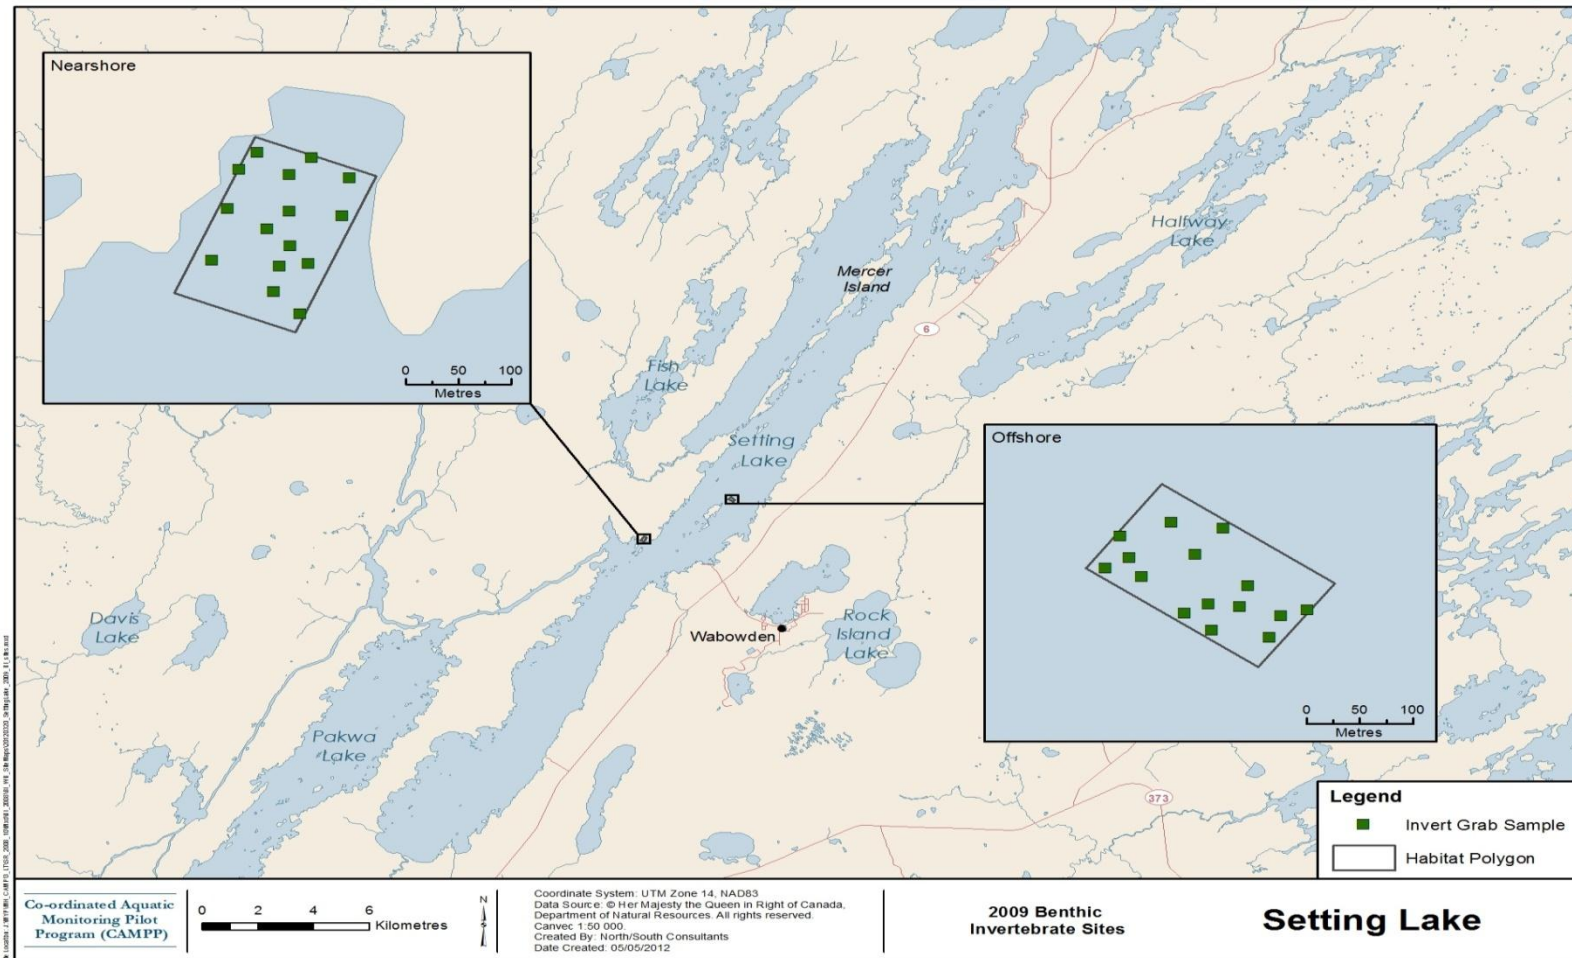 Nearshore
0 50 100
Metres
Mercer
Island
Halfway
Lake
6
Fish
Lake
Setting
Lake
Offshore
0 50 100
Metres
Davis
Lake
Wabowden
Rock
Island
Lake
Pakwa
Lake
373
Legend
Invert Grab Sample
Habitat Polygon
Co-ordinated Aquatic
Monitoring Pilot
Program (CAMPP)
0 2 4 6
Kilometres
N
Coordinate System: UTM Zone 14, NAD83
Data Source: © Her Majesty the Queen in Right of Canada,
Department of Natural Resources. All rights reserved.
Canvec 1:50 000.
Created By: North/South Consultants
Date Created: 05/05/2012
2009 Benthic
Invertebrate Sites
Setting Lake